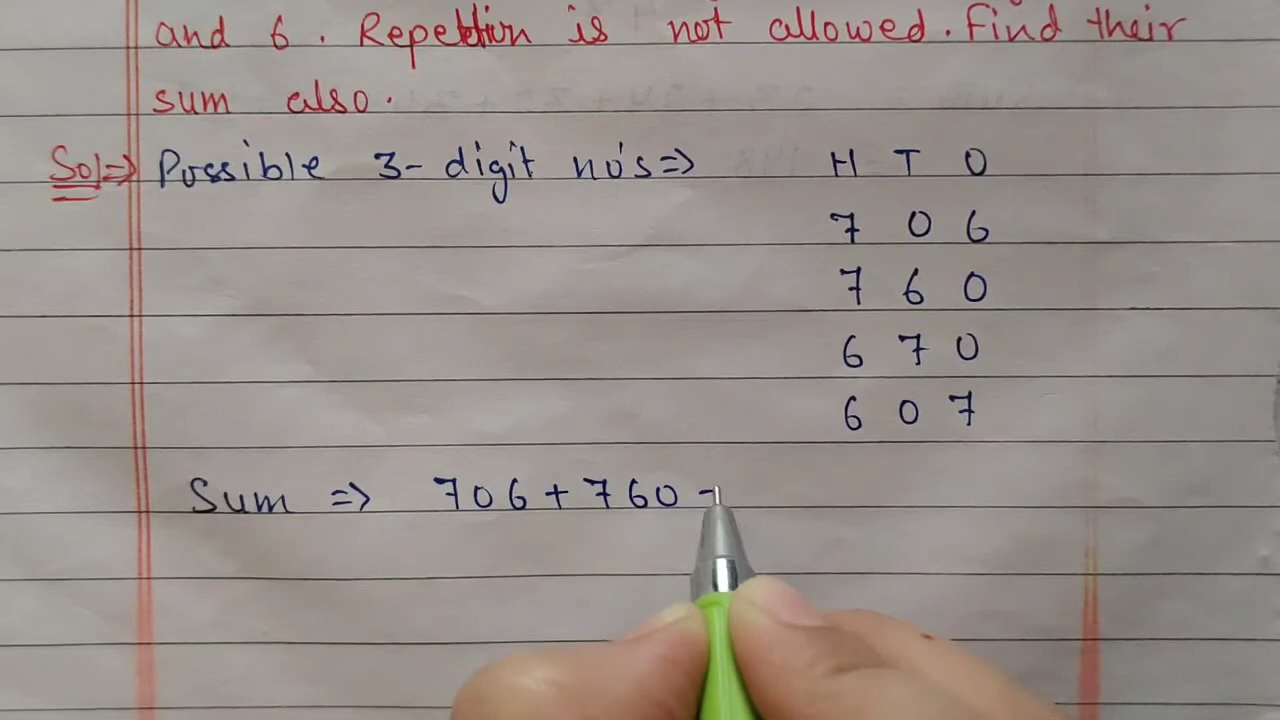 and 6. Repetition is not allowed. Find their
sum also.
Sol⇒ Possible 3-digit no's⇒ H T O
7 0 6
7 6 0
6 7 0
6 0 7
Sum ⇒ 706 + 760